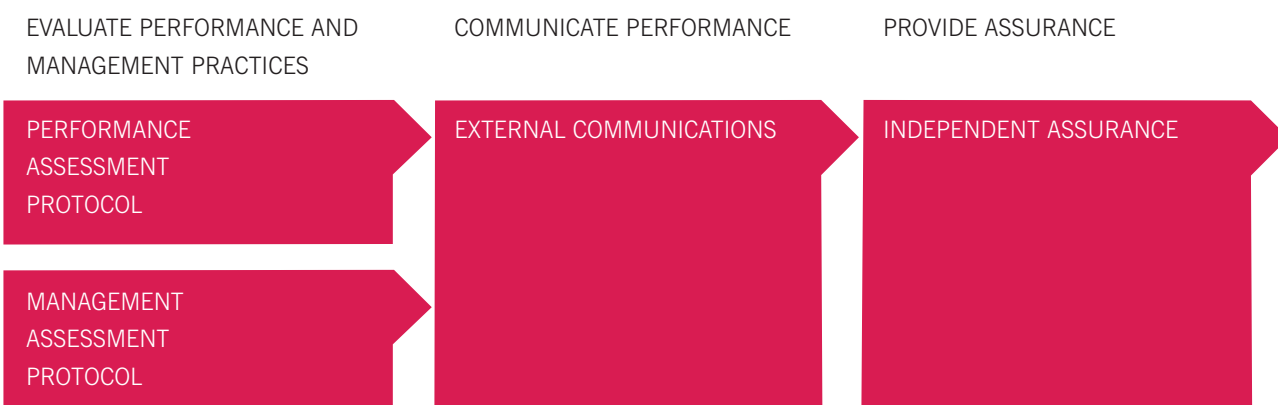 EVALUATE PERFORMANCE AND
MANAGEMENT PRACTICES
COMMUNICATE PERFORMANCE
PROVIDE ASSURANCE
PERFORMANCE
ASSESSMENT
PROTOCOL
EXTERNAL COMMUNICATIONS
INDEPENDENT ASSURANCE
MANAGEMENT
ASSESSMENT
PROTOCOL